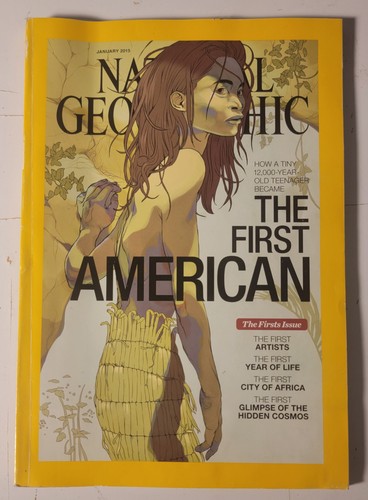 JANUARY 2015
NATIONAL
GEOGRAPHIC
HOW A TINY,
12,000-YEAR-
OLD TEENAGER
BECAME
THE
FIRST
AMERICAN
The Firsts Issue
THE FIRST
ARTISTS
THE FIRST
YEAR OF LIFE
THE FIRST
CITY OF AFRICA
THE FIRST
GLIMPSE OF THE
HIDDEN COSMOS